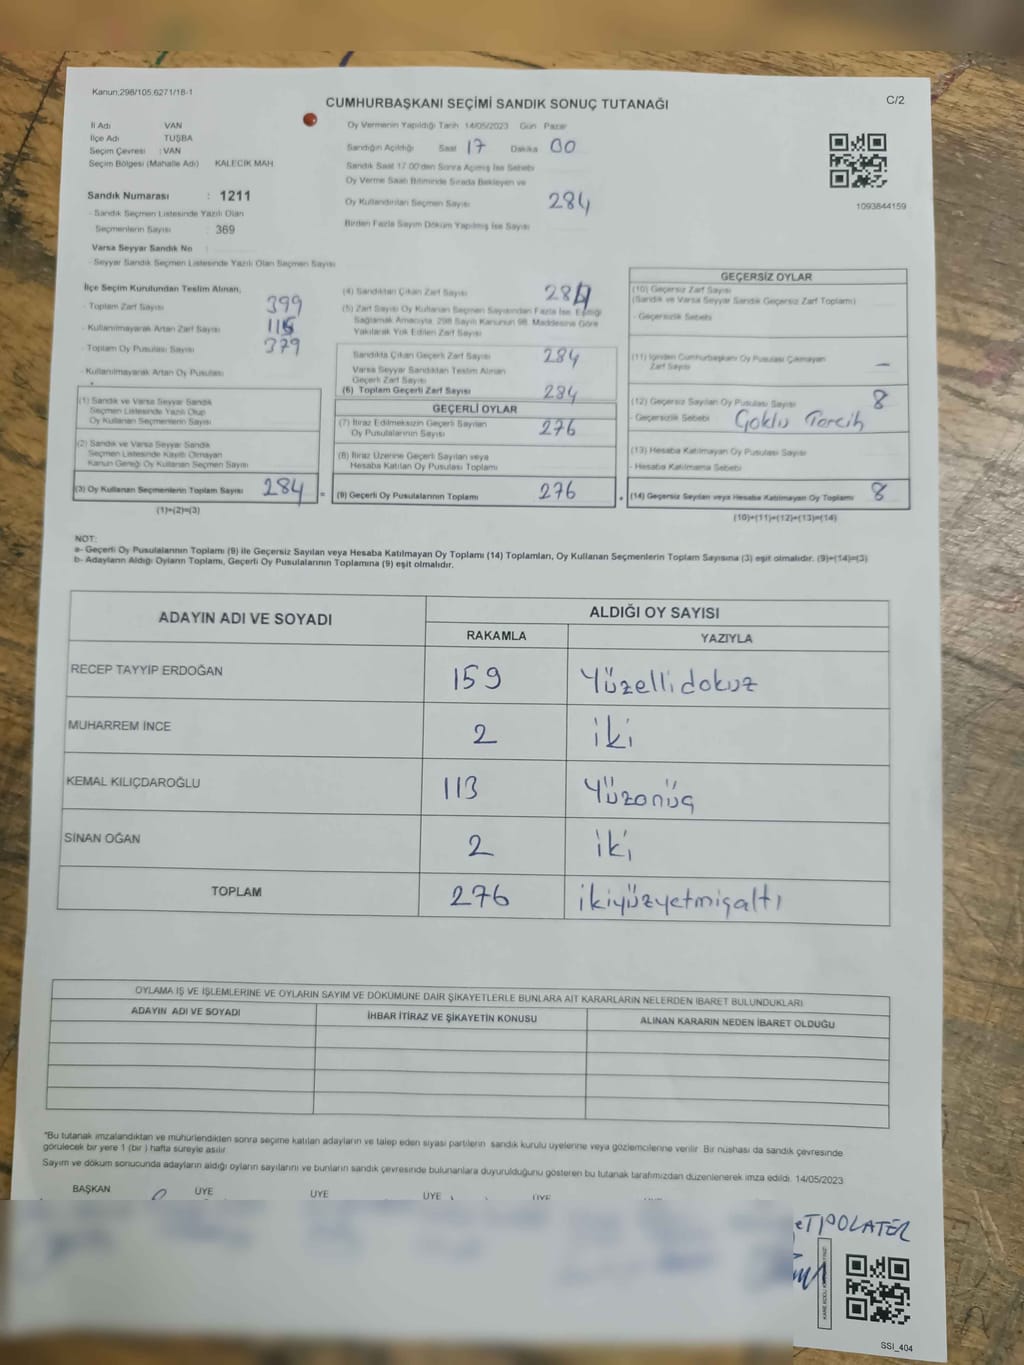 Kanun;298/105;6271/18-1
CUMHURBAŞKANI SEÇİMİ SANDIK SONUÇ TUTANAĞI
C/2
İl Adı VAN
İlçe Adı TUŞBA
Seçim Çevresi : VAN
Seçim Bölgesi (Mahalle Adı) KALECİK MAH.
Sandık Numarası : 1211
- Sandık Seçmen Listesinde Yazılı Olan
Seçmenlerin Sayısı : 369
Varsa Seyyar Sandık No
- Seyyar Sandık Seçmen Listesinde Yazılı Olan Seçmen Sayısı
Oy Vermenin Yapıldığı Tarih 14/05/2023 Gün Pazar
Sandığın Açıldığı Saat 17 Dakika 00
Sandık Saat 17.00'den Sonra Açılmış İse Sebebi
Oy Verme Saati Bitiminde Sırada Bekleyen ve
Oy Kullandırılan Seçmen Sayısı 284
Birden Fazla Sayım Döküm Yapılmış İse Sayısı
1093844159
İlçe Seçim Kurulundan Teslim Alınan,
- Toplam Zarf Sayısı 399
- Kullanılmayarak Artan Zarf Sayısı 115
- Toplam Oy Pusulası Sayısı 379
- Kullanılmayarak Artan Oy Pusulası
(1) Sandık ve Varsa Seyyar Sandık
Seçmen Listesinde Yazılı Olup
Oy Kullanan Seçmenlerin Sayısı
(2) Sandık ve Varsa Seyyar Sandık
Seçmen Listesinde Kayıtlı Olmayan
Kanun Gereği Oy Kullanan Seçmen Sayısı
(3) Oy Kullanan Seçmenlerin Toplam Sayısı 284 =
(1)+(2)=(3)
(4) Sandıktan Çıkan Zarf Sayısı 284
(5) Zarf Sayısı Oy Kullanan Seçmen Sayısından Fazla İse, Eşitliği
Sağlamak Amacıyla, 298 Sayılı Kanunun 98. Maddesine Göre
Yakılarak Yok Edilen Zarf Sayısı
Sandıkta Çıkan Geçerli Zarf Sayısı 284
Varsa Seyyar Sandıktan Teslim Alınan
Geçerli Zarf Sayısı
(6) Toplam Geçerli Zarf Sayısı 284
GEÇERLİ OYLAR
(7) İtiraz Edilmeksizin Geçerli Sayılan
Oy Pusulalarının Sayısı 276
(8) İtiraz Üzerine Geçerli Sayılan veya
Hesaba Katılan Oy Pusulası Toplamı
(9) Geçerli Oy Pusulalarının Toplamı 276 +
GEÇERSİZ OYLAR
(10) Geçersiz Zarf Sayısı
(Sandık ve Varsa Seyyar Sandık Geçersiz Zarf Toplamı)
- Geçersizlik Sebebi
(11) İçinden Cumhurbaşkanı Oy Pusulası Çıkmayan
Zarf Sayısı —
(12) Geçersiz Sayılan Oy Pusulası Sayısı 8
- Geçersizlik Sebebi Çoklu Tercih
(13) Hesaba Katılmayan Oy Pusulası Sayısı
- Hesaba Katılmama Sebebi
(14) Geçersiz Sayılan veya Hesaba Katılmayan Oy Toplamı 8
(10)+(11)+(12)+(13)=(14)
NOT:
a- Geçerli Oy Pusulalarının Toplamı (9) ile Geçersiz Sayılan veya Hesaba Katılmayan Oy Toplamı (14) Toplamları, Oy Kullanan Seçmenlerin Toplam Sayısına (3) eşit olmalıdır. (9)+(14)=(3)
b- Adayların Aldığı Oyların Toplamı, Geçerli Oy Pusulalarının Toplamına (9) eşit olmalıdır.
ADAYIN ADI VE SOYADI
ALDIĞI OY SAYISI
RAKAMLA YAZIYLA
RECEP TAYYİP ERDOĞAN 159 Yüzellidokuz
MUHARREM İNCE 2 iki
KEMAL KILIÇDAROĞLU 113 Yüzonüç
SİNAN OĞAN 2 iki
TOPLAM 276 ikiyüzyetmişaltı
OYLAMA İŞ VE İŞLEMLERİNE VE OYLARIN SAYIM VE DÖKÜMÜNE DAİR ŞİKAYETLERLE BUNLARA AİT KARARLARIN NELERDEN İBARET BULUNDUKLARI
ADAYIN ADI VE SOYADI İHBAR İTİRAZ VE ŞİKAYETİN KONUSU ALINAN KARARIN NEDEN İBARET OLDUĞU
*Bu tutanak imzalandıktan ve mühürlendikten sonra seçime katılan adayların ve talep eden siyasi partilerin sandık kurulu üyelerine veya gözlemcilerine verilir. Bir nüshası da sandık çevresinde
görülecek bir yere 1 (bir) hafta süreyle asılır.
Sayım ve döküm sonucunda adayların aldığı oyların sayılarını ve bunların sandık çevresinde bulunanlara duyurulduğunu gösteren bu tutanak tarafımızdan düzenlenerek imza edildi. 14/05/2023
BAŞKAN ÜYE ÜYE ÜYE ÜYE
SSİ_404